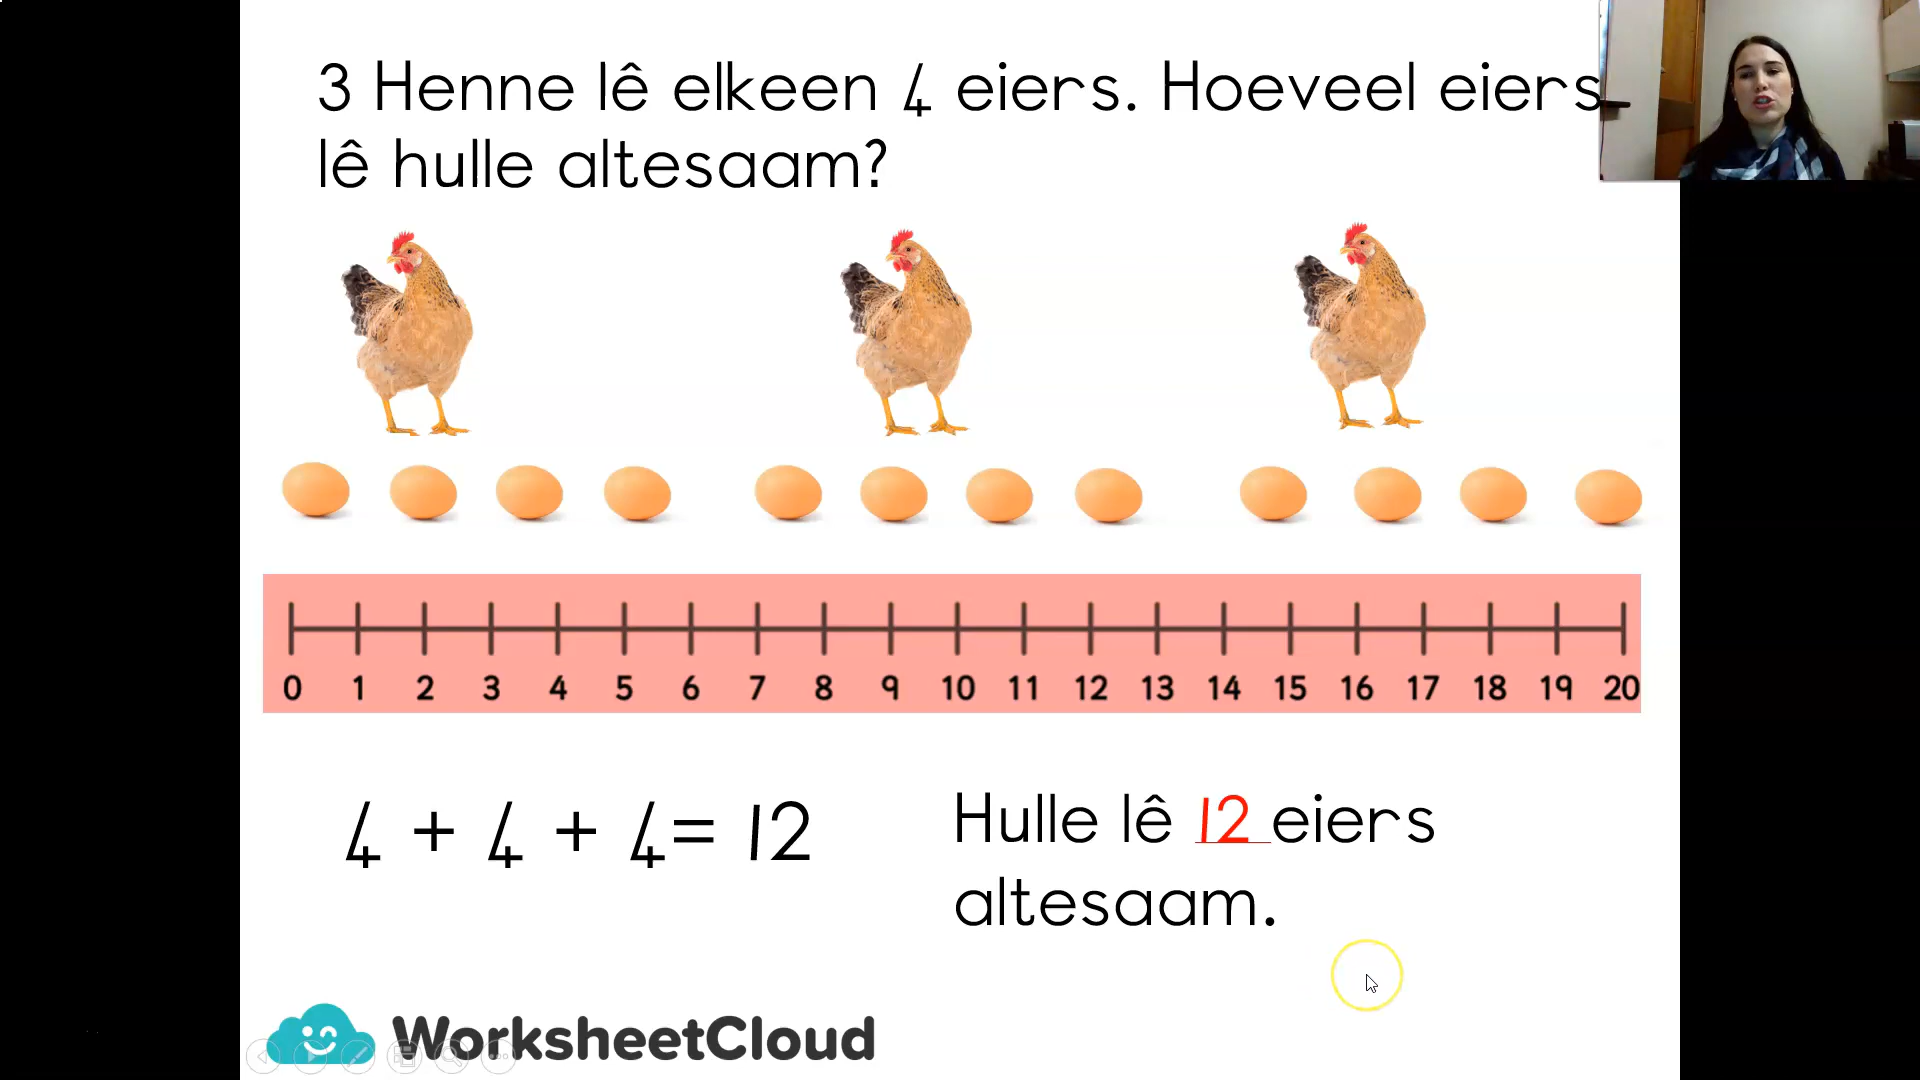 3 Henne lê elkeen 4 eiers. Hoeveel eiers
lê hulle altesaam?
0 1 2 3 4 5 6 7 8 9 10 11 12 13 14 15 16 17 18 19 20
4 + 4 + 4= 12
Hulle lê 12 eiers
altesaam.
WorksheetCloud